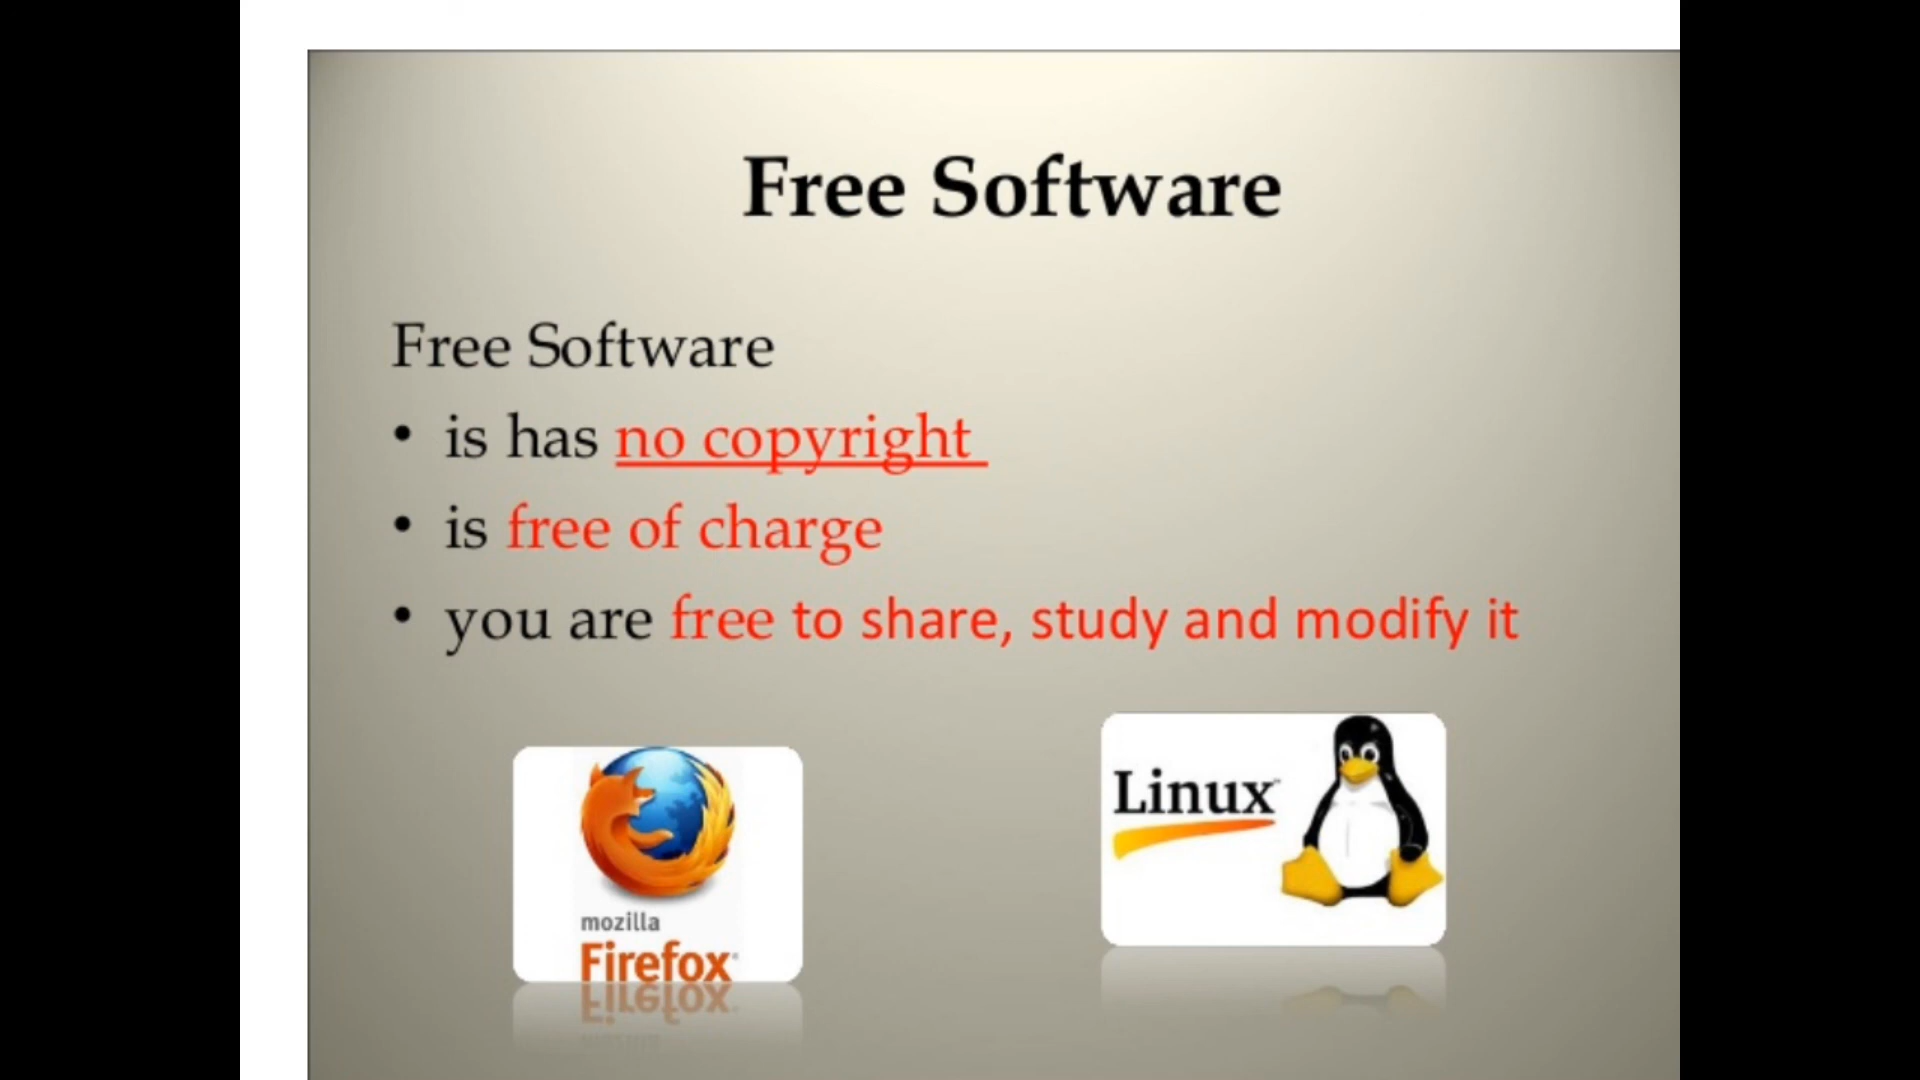 Free Software
Free Software
• is has no copyright
• is free of charge
• you are free to share, study and modify it
mozilla
Firefox
Linux™